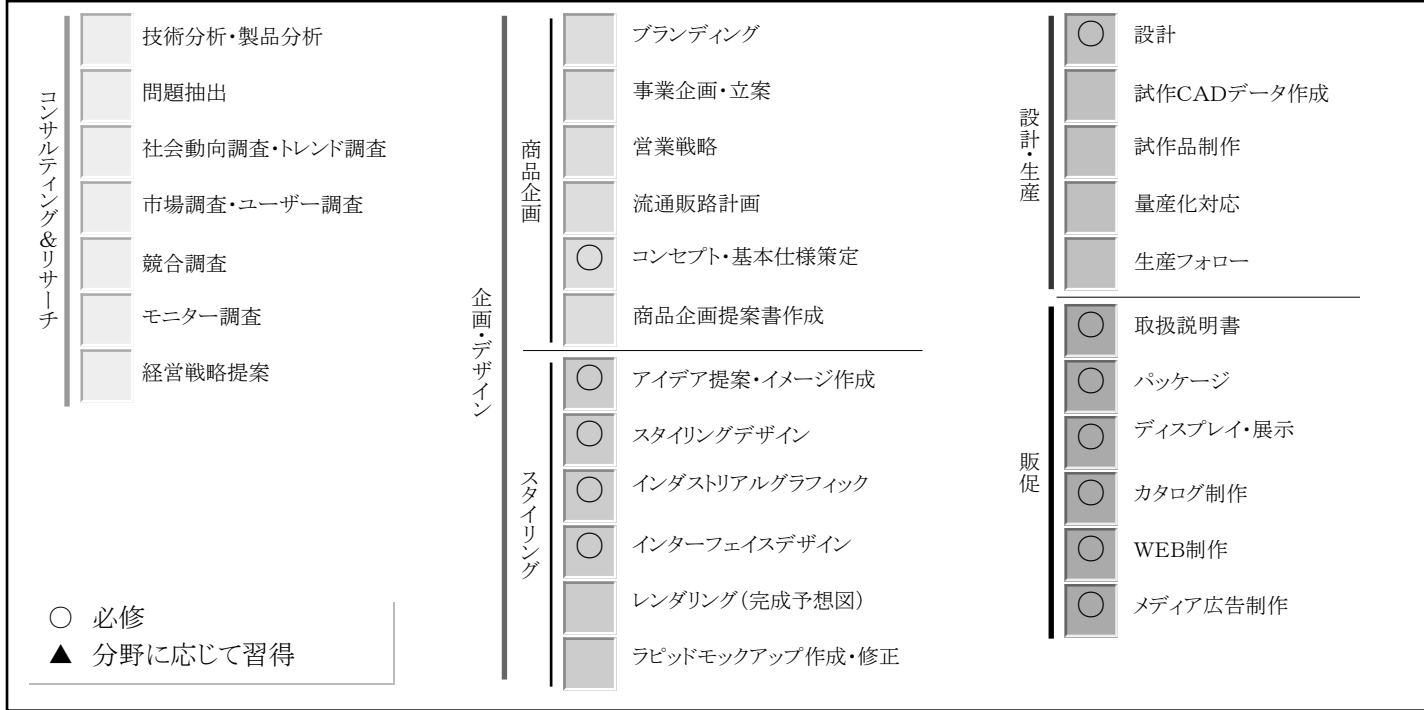 コンサルティング&リサーチ
技術分析・製品分析
問題抽出
社会動向調査・トレンド調査
市場調査・ユーザー調査
競合調査
モニター調査
経営戦略提案
企画・デザイン
商品企画
ブランディング
事業企画・立案
営業戦略
流通販路計画
○ コンセプト・基本仕様策定
商品企画提案書作成
スタイリング
○ アイデア提案・イメージ作成
○ スタイリングデザイン
○ インダストリアルグラフィック
○ インターフェイスデザイン
レンダリング(完成予想図)
ラピッドモックアップ作成・修正
設計・生産
○ 設計
試作CADデータ作成
試作品制作
量産化対応
生産フォロー
販促
○ 取扱説明書
○ パッケージ
○ ディスプレイ・展示
○ カタログ制作
○ WEB制作
○ メディア広告制作
○ 必修
▲ 分野に応じて習得